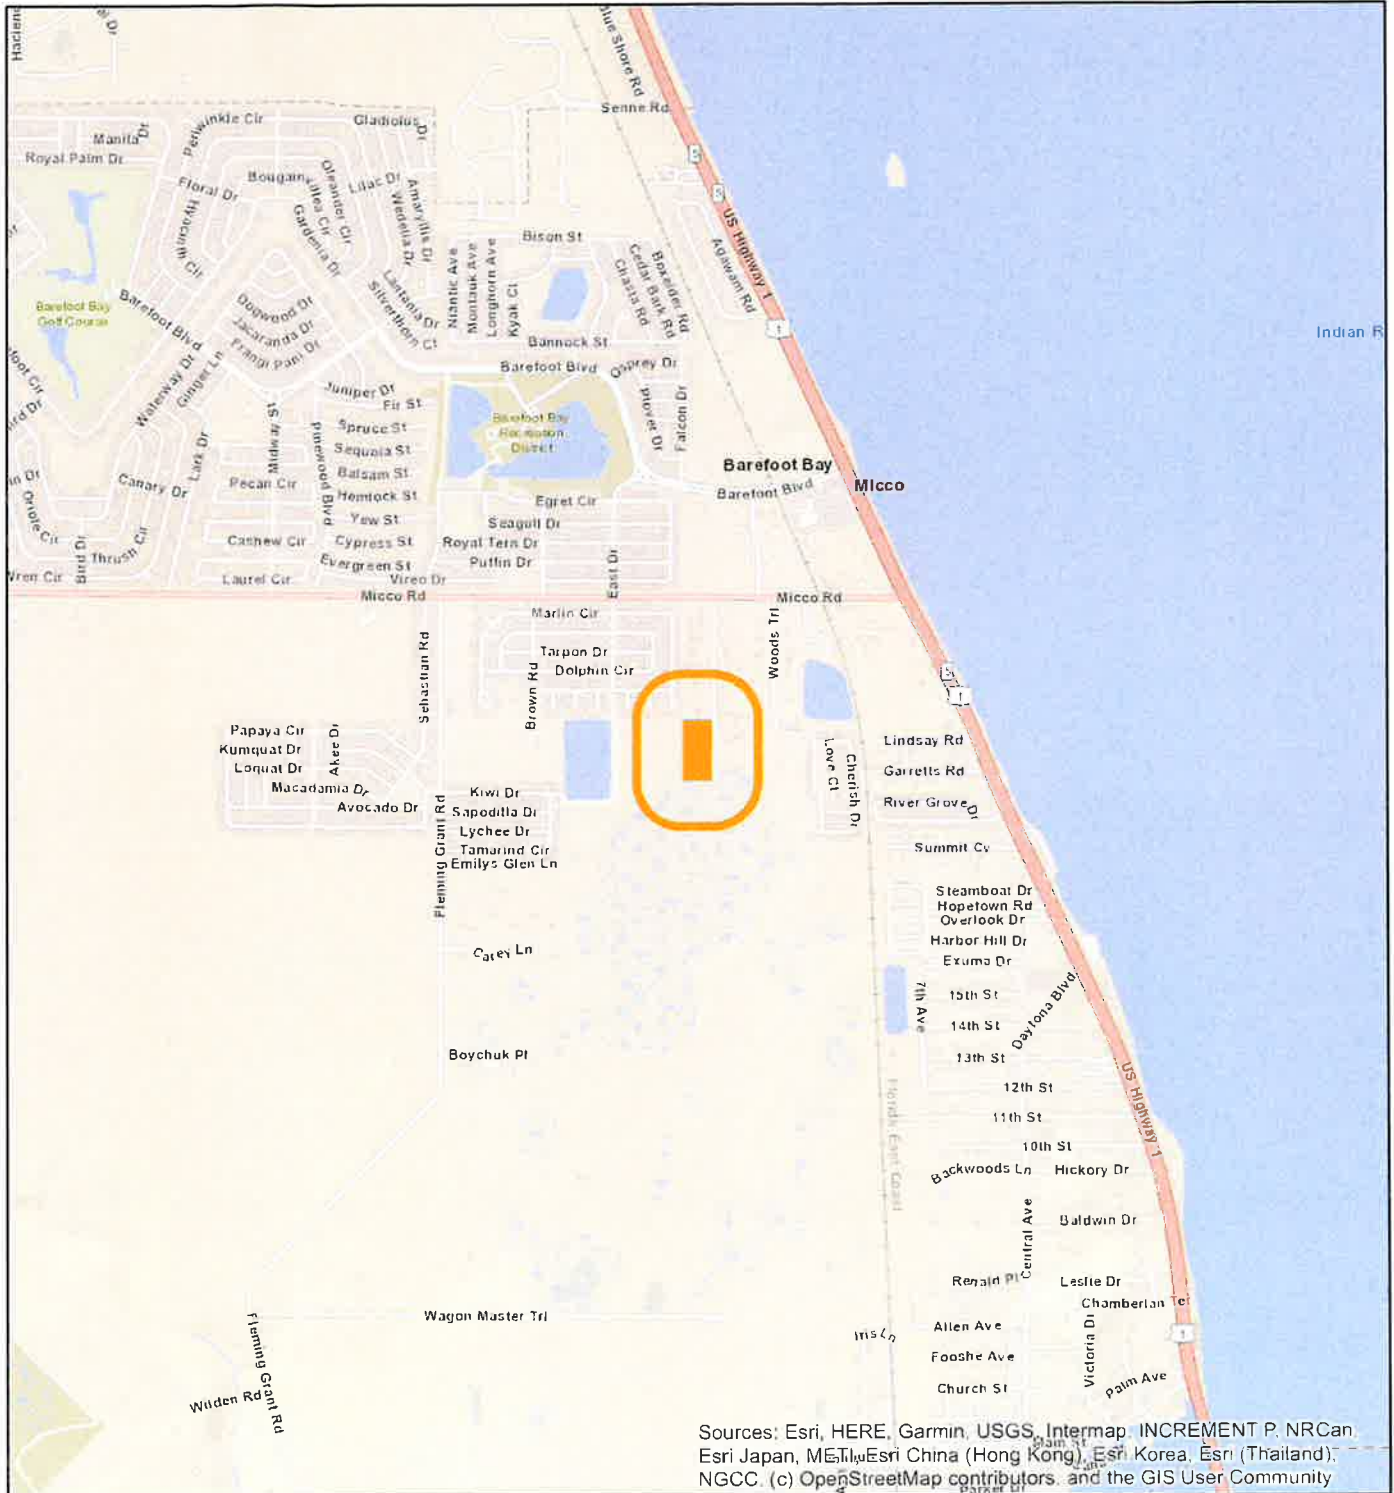 Blue Shore Rd
Senne Rd
Periwinkle Cir
Gladiolus Dr
Manila Dr
Royal Palm Dr
Bougain
Oleander Cir
Lilac Dr
Floral Dr
Amaryllis Dr
Wedelia Dr
Gardenia Dr
US Highway 1
Agawam Rd
Bison St
Niantic Ave
Montauk Ave
Longhorn Ave
Kyak Ct
Boxelder Rd
Cedar Bark Rd
Chasta Rd
Lantana Dr
Silverthorn Ct
Barefoot Bay
Golf Course
Barefoot Blvd
Dogwood Dr
Jacaranda Dr
Frangi Pani Dr
Bannock St
Indian R
Barefoot Blvd
Osprey Dr
Waterway Dr
Ginger Ln
Juniper Dr
Fir St
Plover Dr
Falcon Dr
Midway St
Pinewood Blvd
Spruce St
Barefoot Bay
Recreation
District
Lark Dr
Sequoia St
Balsam St
Barefoot Bay
Canary Dr
Pecan Cir
Hemlock St
Barefoot Blvd
Micco
Egret Cir
Oriole Cir
Yew St
Seagull Dr
Cashew Cir
Cypress St
Royal Tern Dr
Bird Dr
Thrush Cir
Evergreen St
Puffin Dr
East Dr
Wren Cir
Laurel Cir
Vireo Dr
Micco Rd
Micco Rd
Marlin Cir
Woods Trl
Sebastian Rd
Tarpon Dr
Dolphin Cir
Brown Rd
Papaya Cir
Akee Dr
Kumquat Dr
Loquat Dr
Macadamia Dr
Avocado Dr
Love Ct
Cherish Dr
Lindsay Rd
Garretts Rd
River Grove Dr
Kiwi Dr
Sapodilla Dr
Lychee Dr
Tamarind Cir
Emilys Glen Ln
Fleming Grant Rd
Summit Cv
Steamboat Dr
Hopetown Rd
Overlook Dr
Harbor Hill Dr
Exuma Dr
Carey Ln
7th Ave
15th St
14th St
Daytona Blvd
13th St
Boychuk Pl
12th St
US Highway 1
11th St
Florida East Coast
10th St
Backwoods Ln
Hickory Dr
Central Ave
Baldwin Dr
Renald Pl
Leslie Dr
Chamberlan Ter
Wagon Master Trl
Iris Ln
Allen Ave
Victoria Dr
Fooshe Ave
Fleming Grant Rd
Church St
Palm Ave
Wilden Rd
Main St
Sources: Esri, HERE, Garmin, USGS, Intermap, INCREMENT P, NRCan,
Esri Japan, METI, Esri China (Hong Kong), Esri Korea, Esri (Thailand),
NGCC, (c) OpenStreetMap contributors, and the GIS User Community